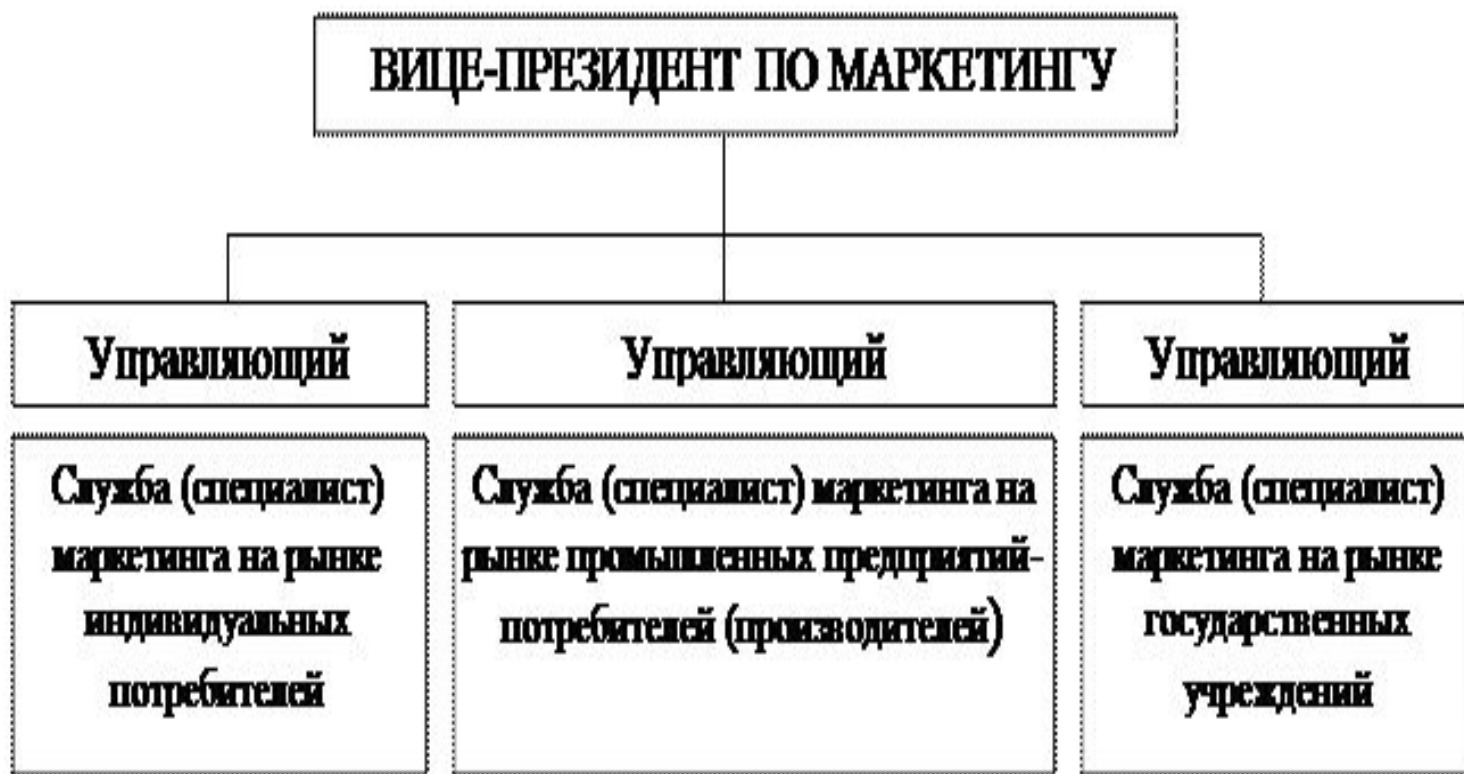 ВИЦЕ-ПРЕЗИДЕНТ ПО МАРКЕТИНГУ
Управляющий
Управляющий
Управляющий
Служба (специалист)
маркетинга на рынке
индивидуальных
потребителей
Служба (специалист) маркетинга на
рынке промышленных предприятий-
потребителей (производителей)
Служба (специалист)
маркетинга на рынке
государственных
учреждений